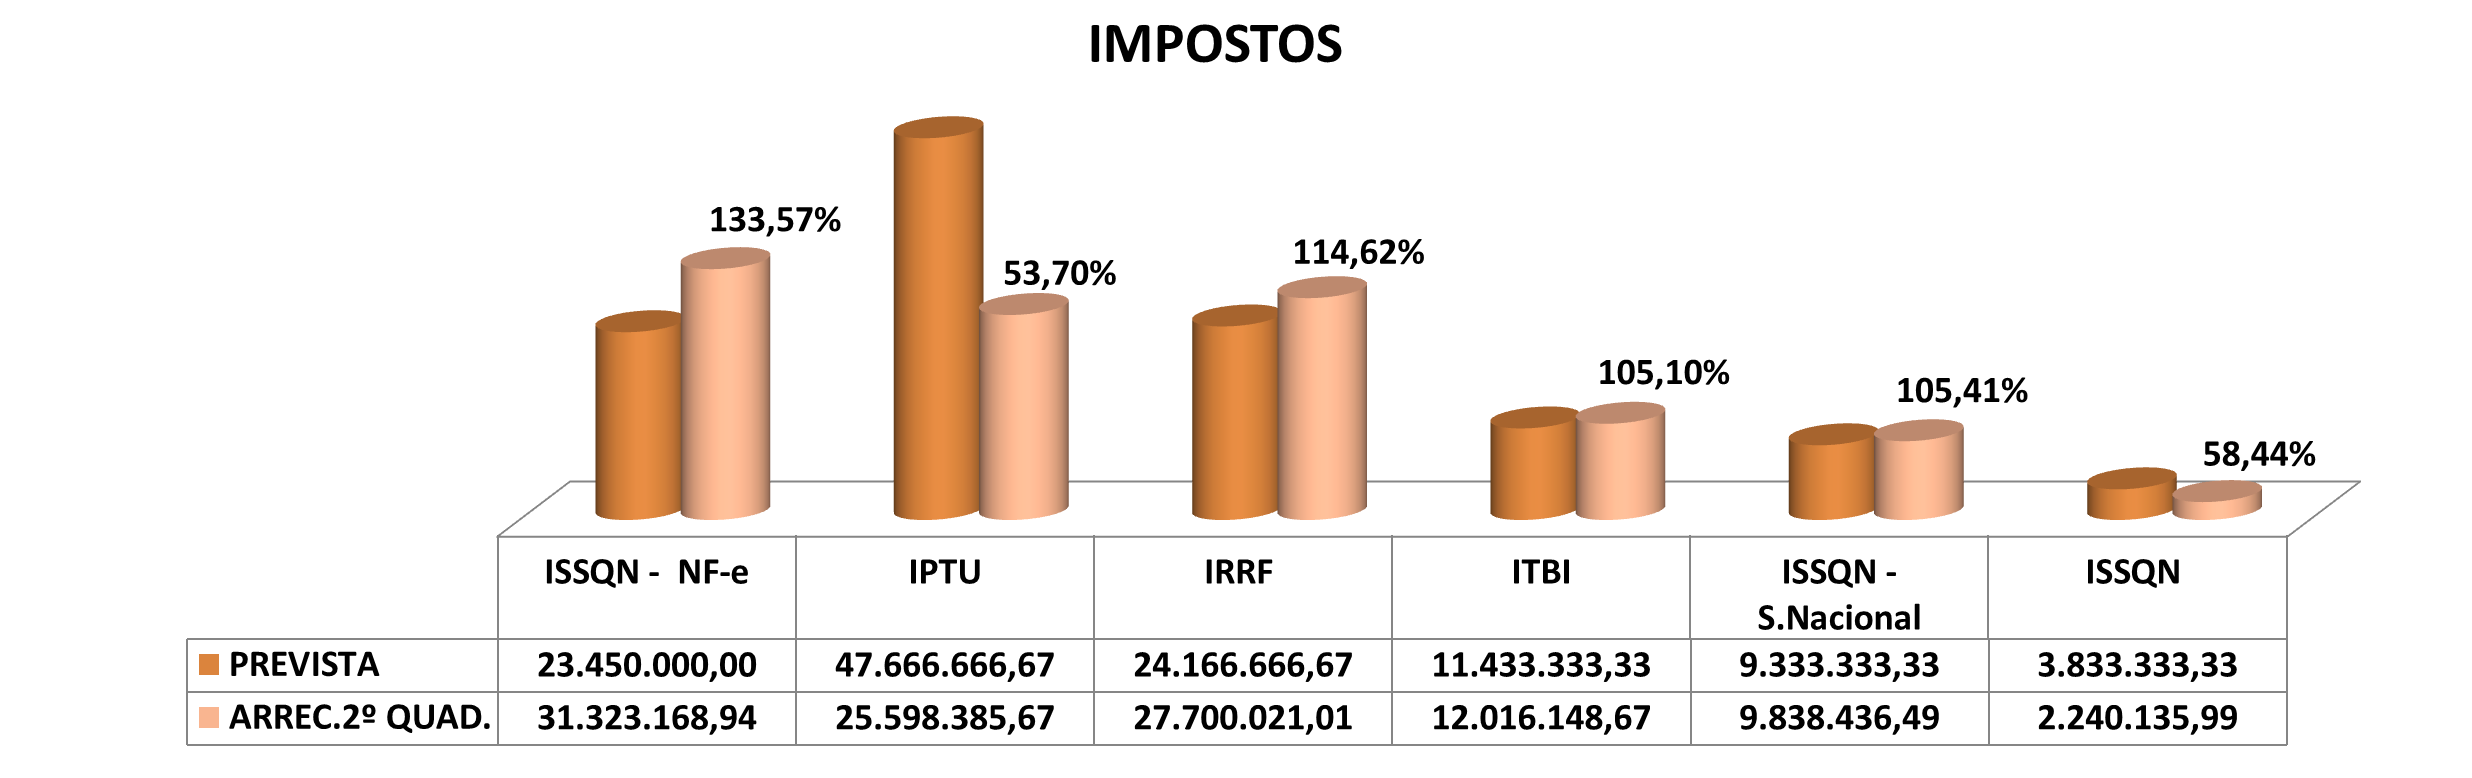 IMPOSTOS
133,57%
53,70%
114,62%
105,10%
105,41%
58,44%
ISSQN -  NF-e IPTU IRRF ITBI ISSQN - S.Nacional ISSQN
PREVISTA 23.450.000,00 47.666.666,67 24.166.666,67 11.433.333,33 9.333.333,33 3.833.333,33
ARREC.2º QUAD. 31.323.168,94 25.598.385,67 27.700.021,01 12.016.148,67 9.838.436,49 2.240.135,99